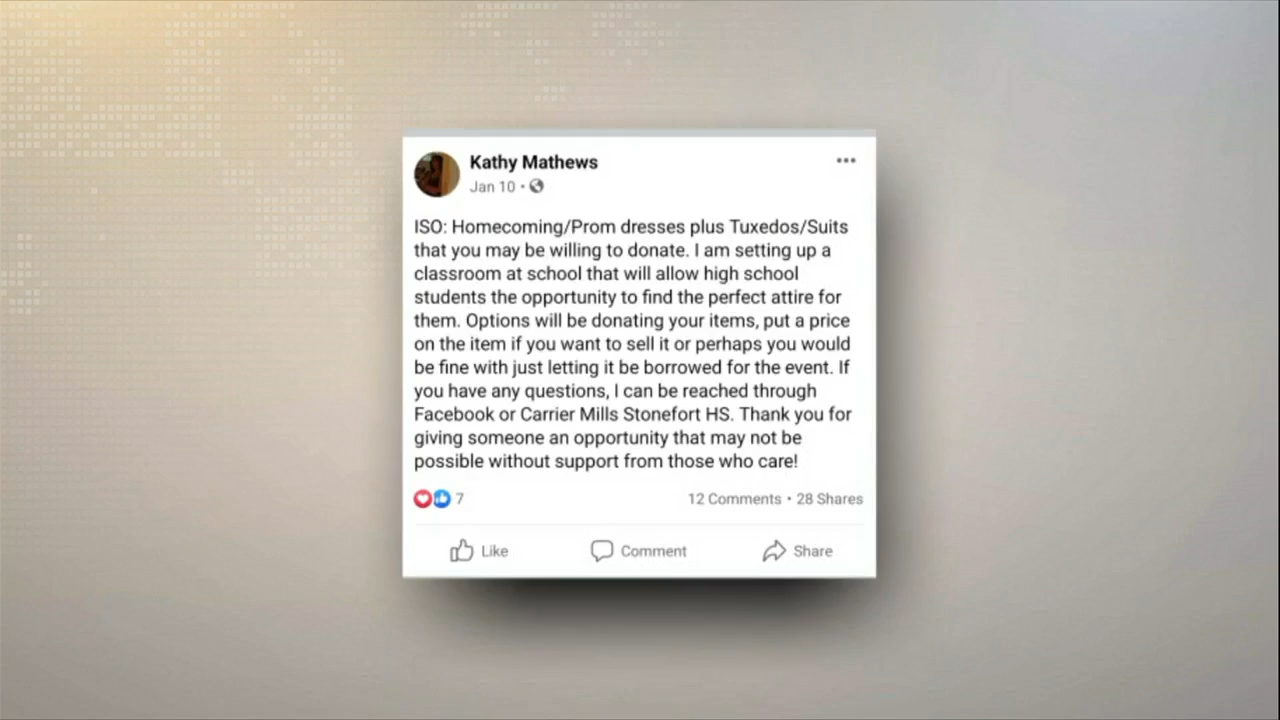 Kathy Mathews
Jan 10 •
ISO: Homecoming/Prom dresses plus Tuxedos/Suits
that you may be willing to donate. I am setting up a
classroom at school that will allow high school
students the opportunity to find the perfect attire for
them. Options will be donating your items, put a price
on the item if you want to sell it or perhaps you would
be fine with just letting it be borrowed for the event. If
you have any questions, I can be reached through
Facebook or Carrier Mills Stonefort HS. Thank you for
giving someone an opportunity that may not be
possible without support from those who care!
7
12 Comments • 28 Shares
Like
Comment
Share